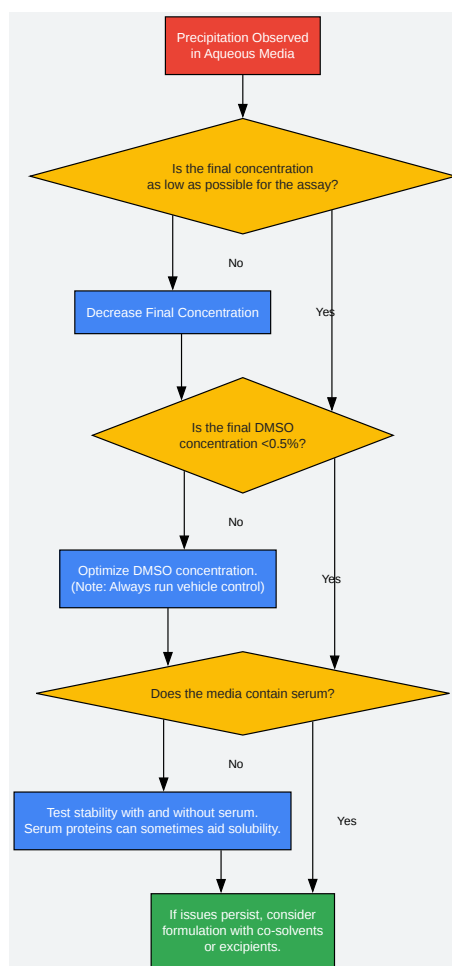 Precipitation Observed
in Aqueous Media
Is the final concentration
as low as possible for the assay?
No
Decrease Final Concentration
Yes
Is the final DMSO
concentration <0.5%?
No
Optimize DMSO concentration.
(Note: Always run vehicle control)
Yes
Does the media contain serum?
No
Test stability with and without serum.
Serum proteins can sometimes aid solubility.
Yes
If issues persist, consider
formulation with co-solvents
or excipients.